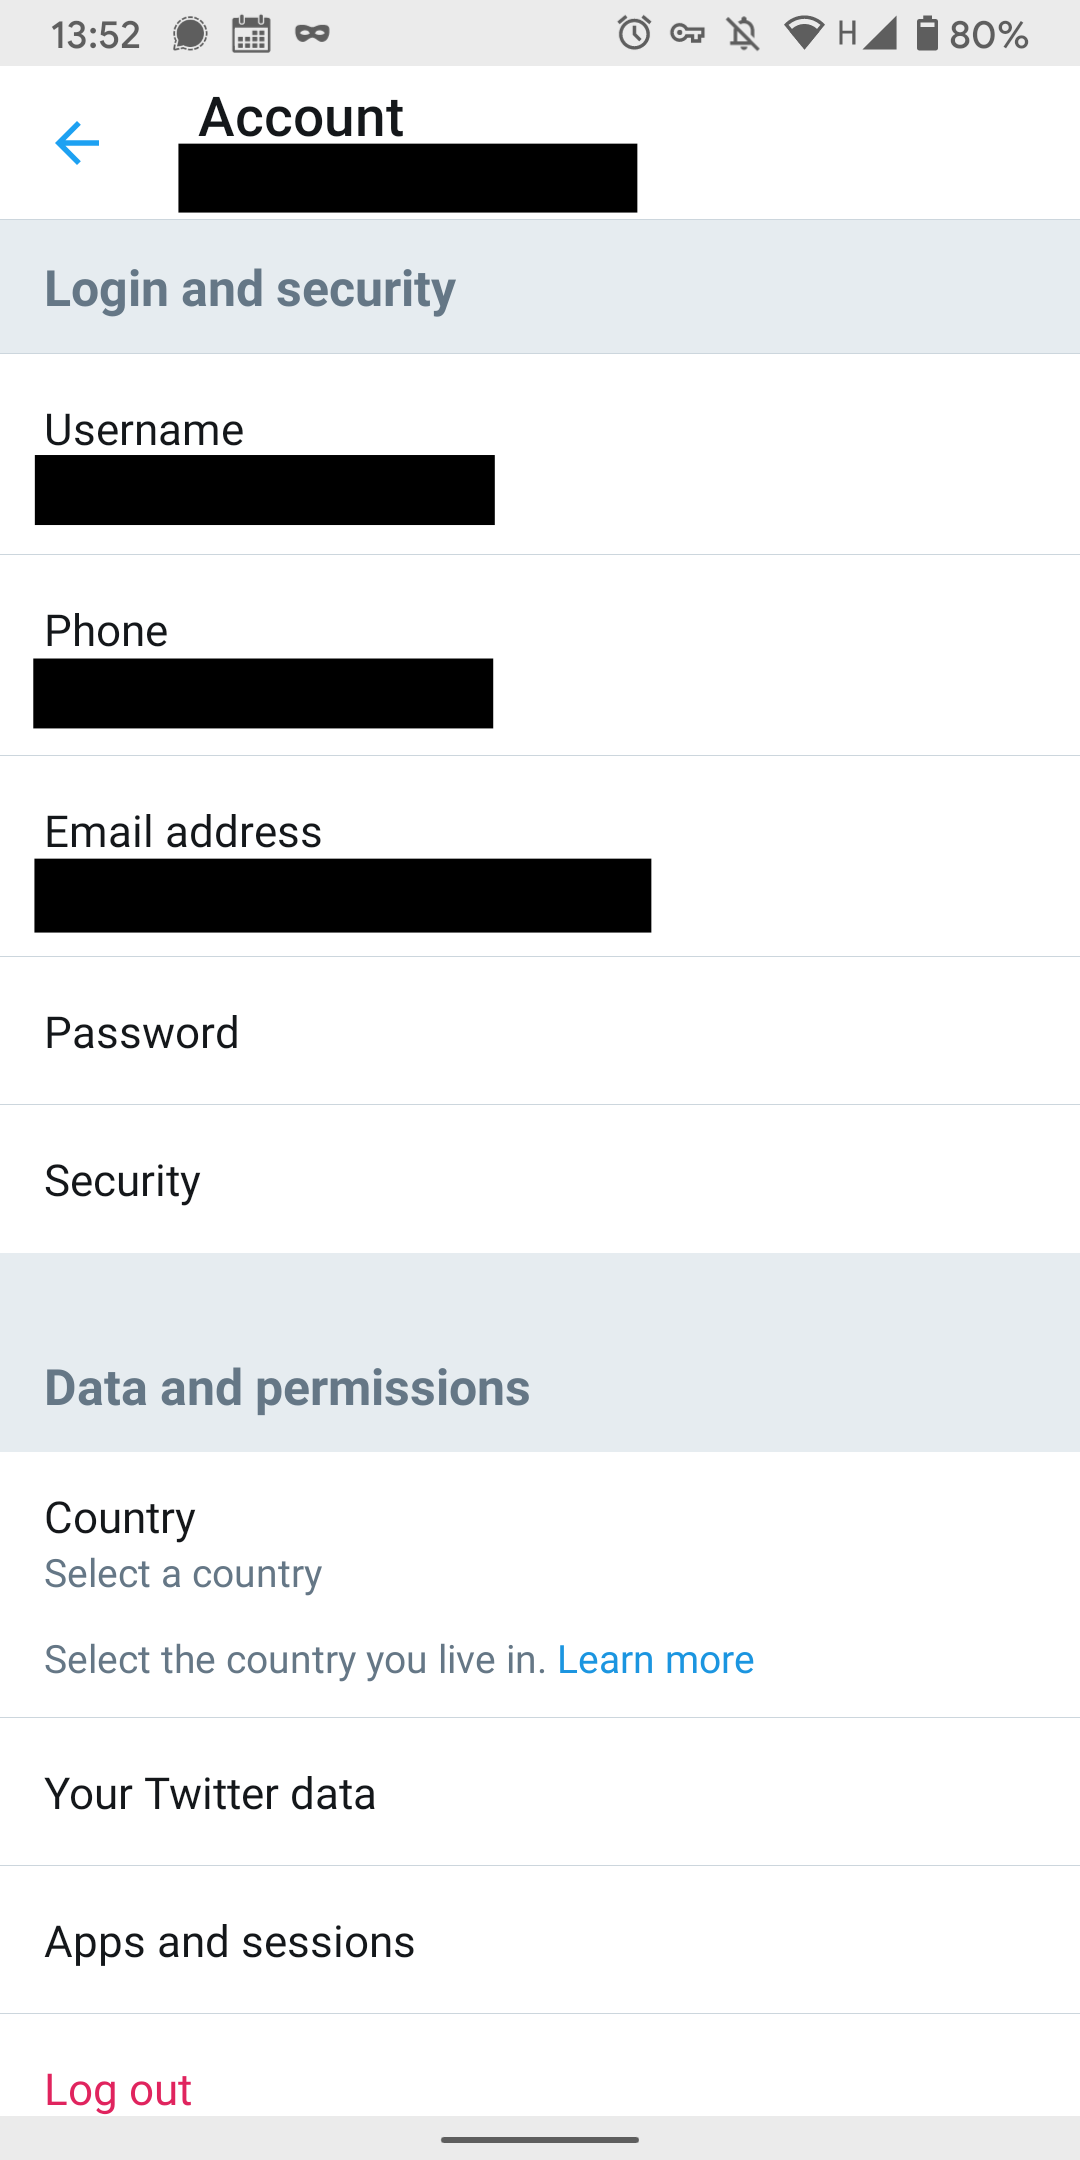 13:52 H 80%
Account
Login and security
Username
Phone
Email address
Password
Security
Data and permissions
Country
Select a country
Select the country you live in. Learn more
Your Twitter data
Apps and sessions
Log out